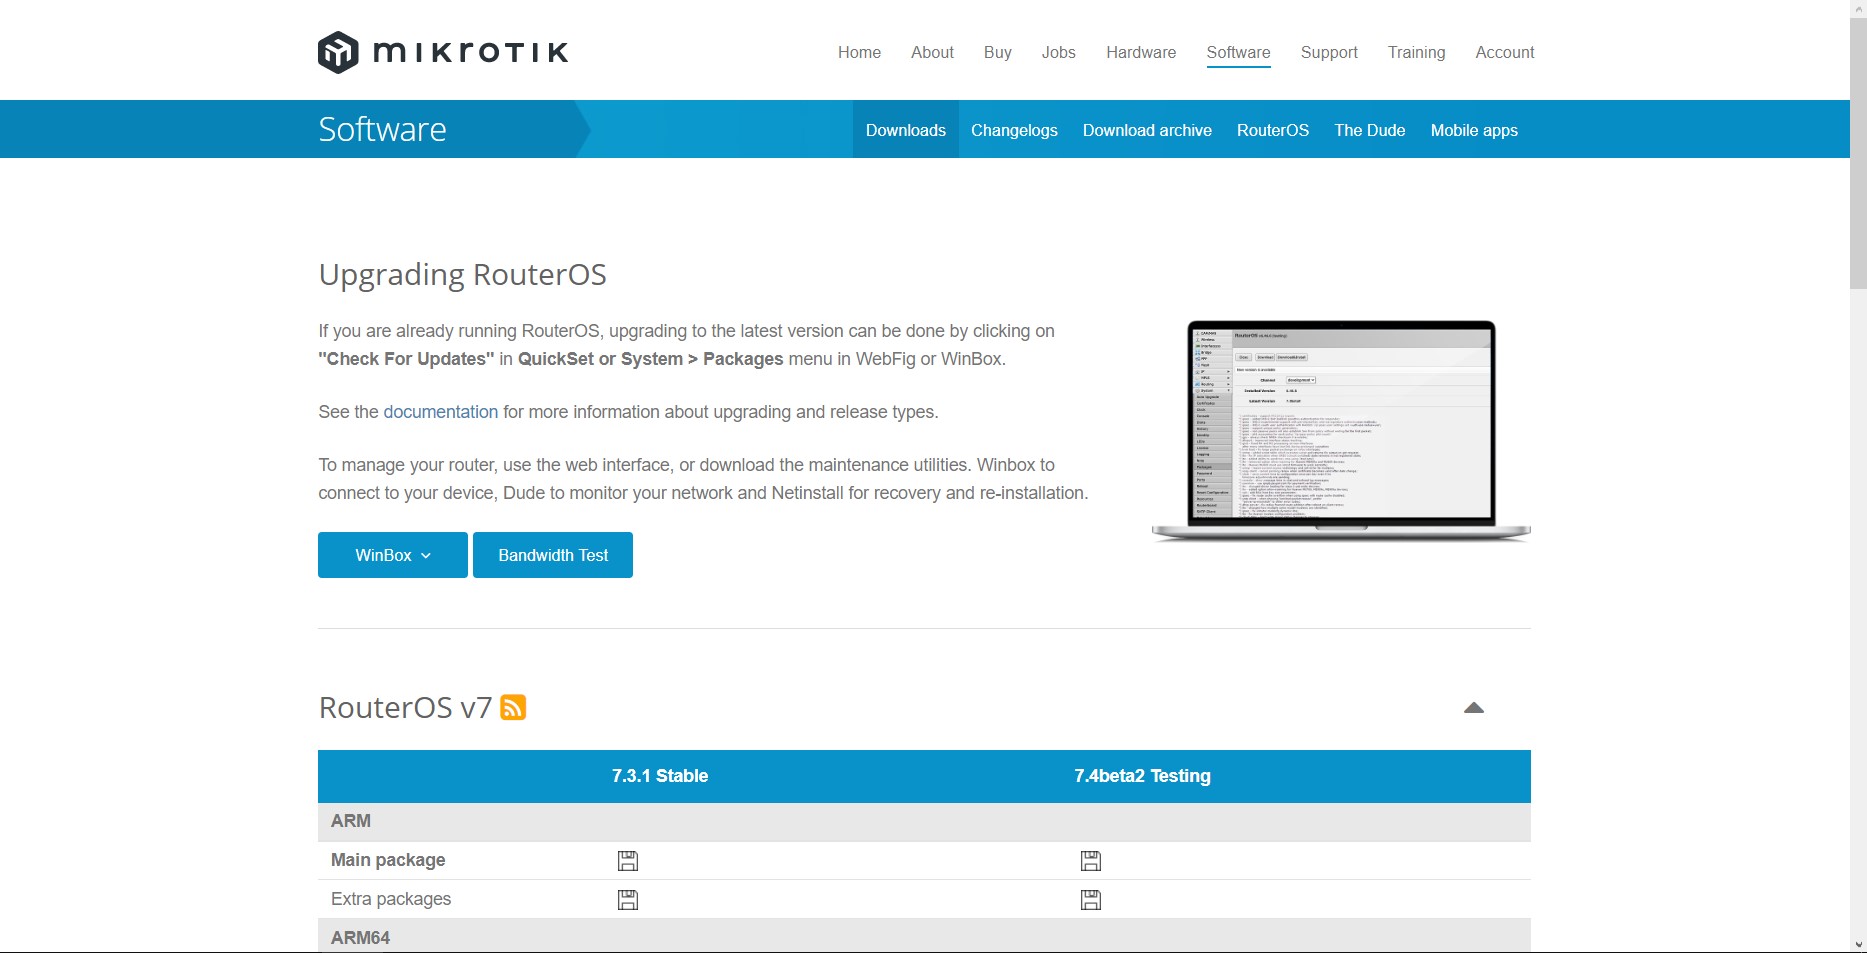 mikrotik
Home About Buy Jobs Hardware Software Support Training Account
Software
Downloads Changelogs Download archive RouterOS The Dude Mobile apps
Upgrading RouterOS
If you are already running RouterOS, upgrading to the latest version can be done by clicking on
"Check For Updates" in QuickSet or System > Packages menu in WebFig or WinBox.
See the documentation for more information about upgrading and release types.
To manage your router, use the web interface, or download the maintenance utilities. Winbox to
connect to your device, Dude to monitor your network and Netinstall for recovery and re-installation.
WinBox Bandwidth Test
RouterOS v7
7.3.1 Stable 7.4beta2 Testing
ARM
Main package
Extra packages
ARM64